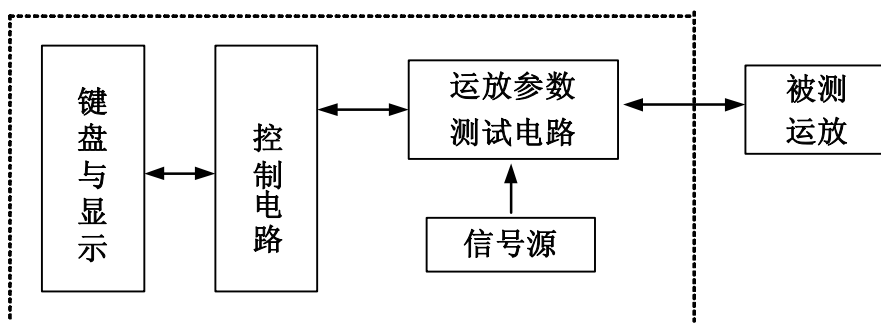 键
盘
与
显
示
控
制
电
路
运放参数
测试电路
信号源
被测
运放